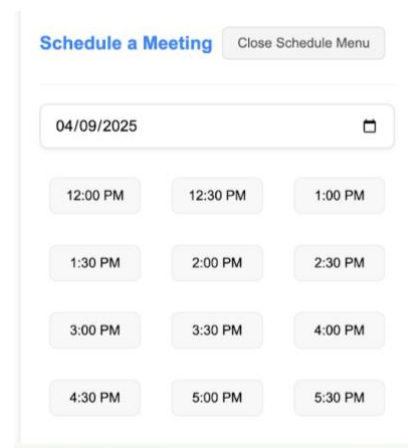 Schedule a Meeting Close Schedule Menu
04/09/2025
12:00 PM 12:30 PM 1:00 PM
1:30 PM 2:00 PM 2:30 PM
3:00 PM 3:30 PM 4:00 PM
4:30 PM 5:00 PM 5:30 PM